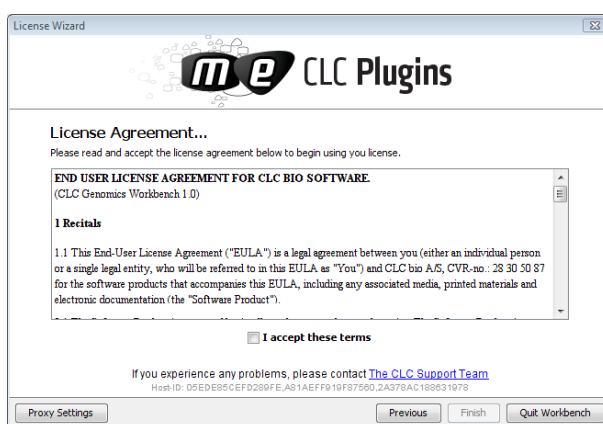 License Wizard
me CLC Plugins
License Agreement...
Please read and accept the license agreement below to begin using you license.
END USER LICENSE AGREEMENT FOR CLC BIO SOFTWARE.
(CLC Genomics Workbench 1.0)
1 Recitals
1.1 This End-User License Agreement ("EULA") is a legal agreement between you (either an individual person
or a single legal entity, who will be referred to in this EULA as "You") and CLC bio A/S, CVR-no.: 28 30 50 87
for the software products that accompanies this EULA, including any associated media, printed materials and
electronic documentation (the "Software Product").
I accept these terms
If you experience any problems, please contact The CLC Support Team
Host-ID: 05EDE85CEFD289FE,A81AEFF919F87560,2A378AC188631978
Proxy Settings
Previous
Finish
Quit Workbench